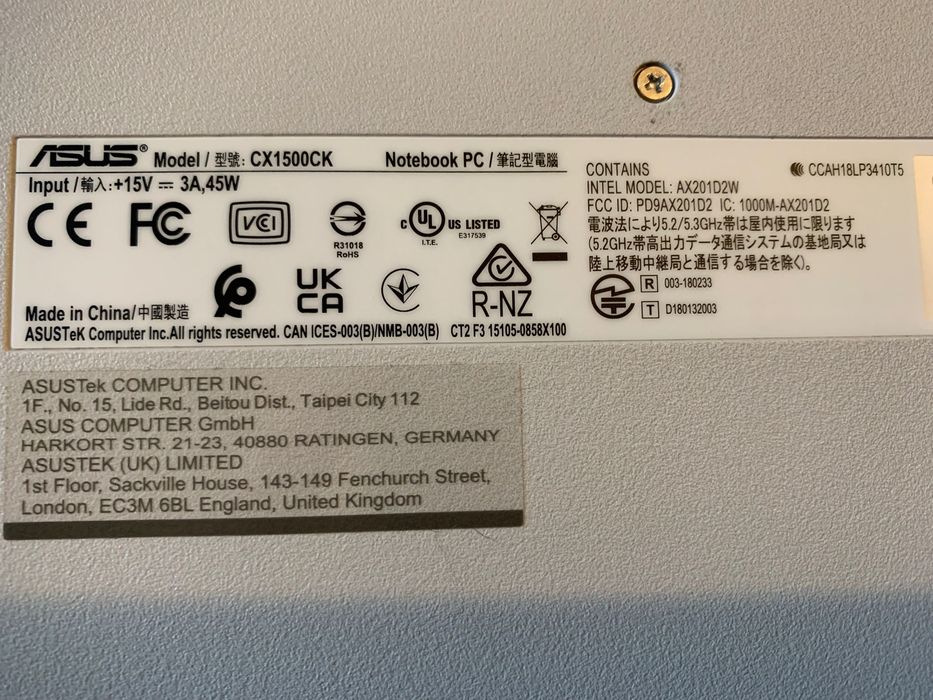 ASUS® Model / 型號: CX1500CK Notebook PC / 筆記型電腦
Input / 輸入: +15V ⎓ 3A,45W
CE FC VCCI
R31018
RoHS
c UL US LISTED
I.T.E. E317539
UK
CA
R-NZ
Made in China/中國製造
ASUSTeK Computer Inc.All rights reserved. CAN ICES-003(B)/NMB-003(B) CT2 F3 15105-0858X100
CONTAINS CCAH18LP3410T5
INTEL MODEL: AX201D2W
FCC ID: PD9AX201D2 IC: 1000M-AX201D2
電波法により5.2/5.3GHz帯は屋内使用に限ります
(5.2GHz帯高出力データ通信システムの基地局又は
陸上移動中継局と通信する場合を除く)。
R 003-180233
T D180132003
ASUSTek COMPUTER INC.
1F., No. 15, Lide Rd., Beitou Dist., Taipei City 112
ASUS COMPUTER GmbH
HARKORT STR. 21-23, 40880 RATINGEN, GERMANY
ASUSTEK (UK) LIMITED
1st Floor, Sackville House, 143-149 Fenchurch Street,
London, EC3M 6BL England, United Kingdom